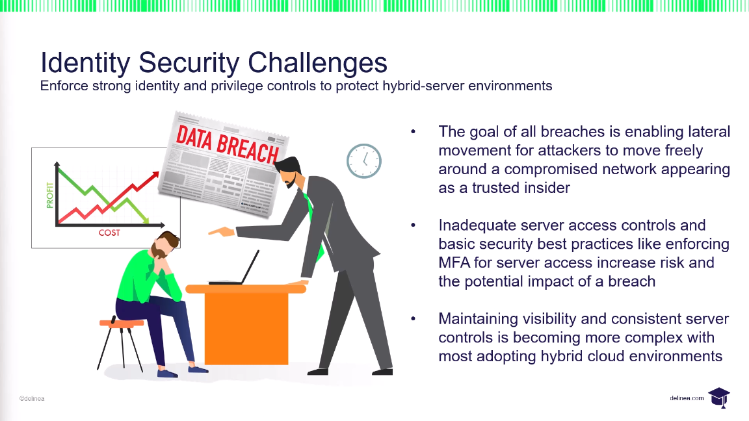 Identity Security Challenges
Enforce strong identity and privilege controls to protect hybrid-server environments
DATA BREACH
PROFIT
COST
• The goal of all breaches is enabling lateral
movement for attackers to move freely
around a compromised network appearing
as a trusted insider
• Inadequate server access controls and
basic security best practices like enforcing
MFA for server access increase risk and
the potential impact of a breach
• Maintaining visibility and consistent server
controls is becoming more complex with
most adopting hybrid cloud environments
©delinea
delinea.com